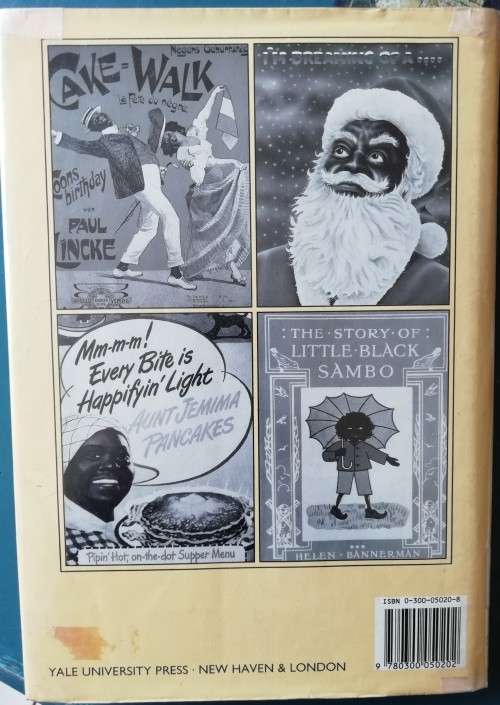 Negers Geburtstag
CAKE-WALK
la Fête du nègre
Coons birthday
von
PAUL
LINCKE
I'M DREAMING OF A ....
Mm-m-m!
Every Bite is
Happifyin' Light
AUNT JEMIMA
PANCAKES
Pipin' Hot, on-the-dot Supper Menu
THE · STORY · OF
LITTLE · BLACK
SAMBO
HELEN · BANNERMAN
ISBN 0-300-05020-8
9 780300 050202
YALE UNIVERSITY PRESS · NEW HAVEN & LONDON